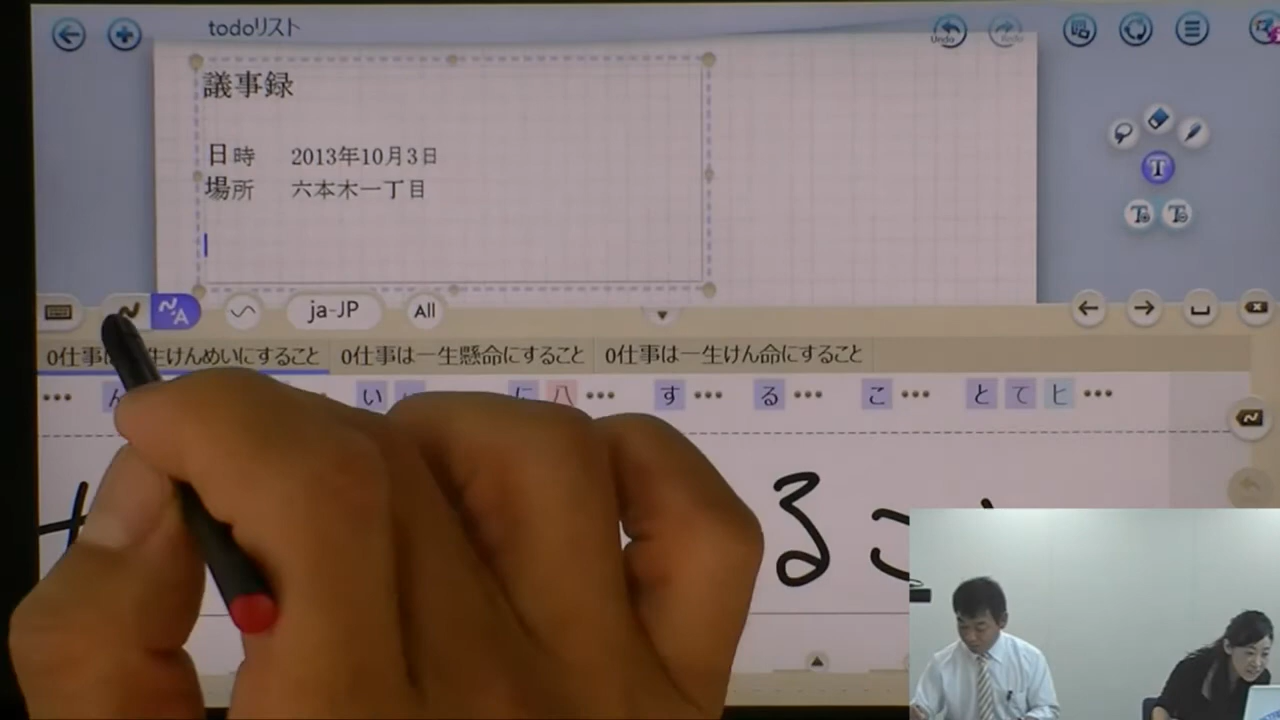 todoリスト
Undo
Redo
議事録
日時 2013年10月3日
場所 六本木一丁目
ja-JP
All
0仕事 生けんめいにすること 0仕事は一生懸命にすること 0仕事は一生けん命にすること
ん い に 八 す る こ と て ヒ
るこ